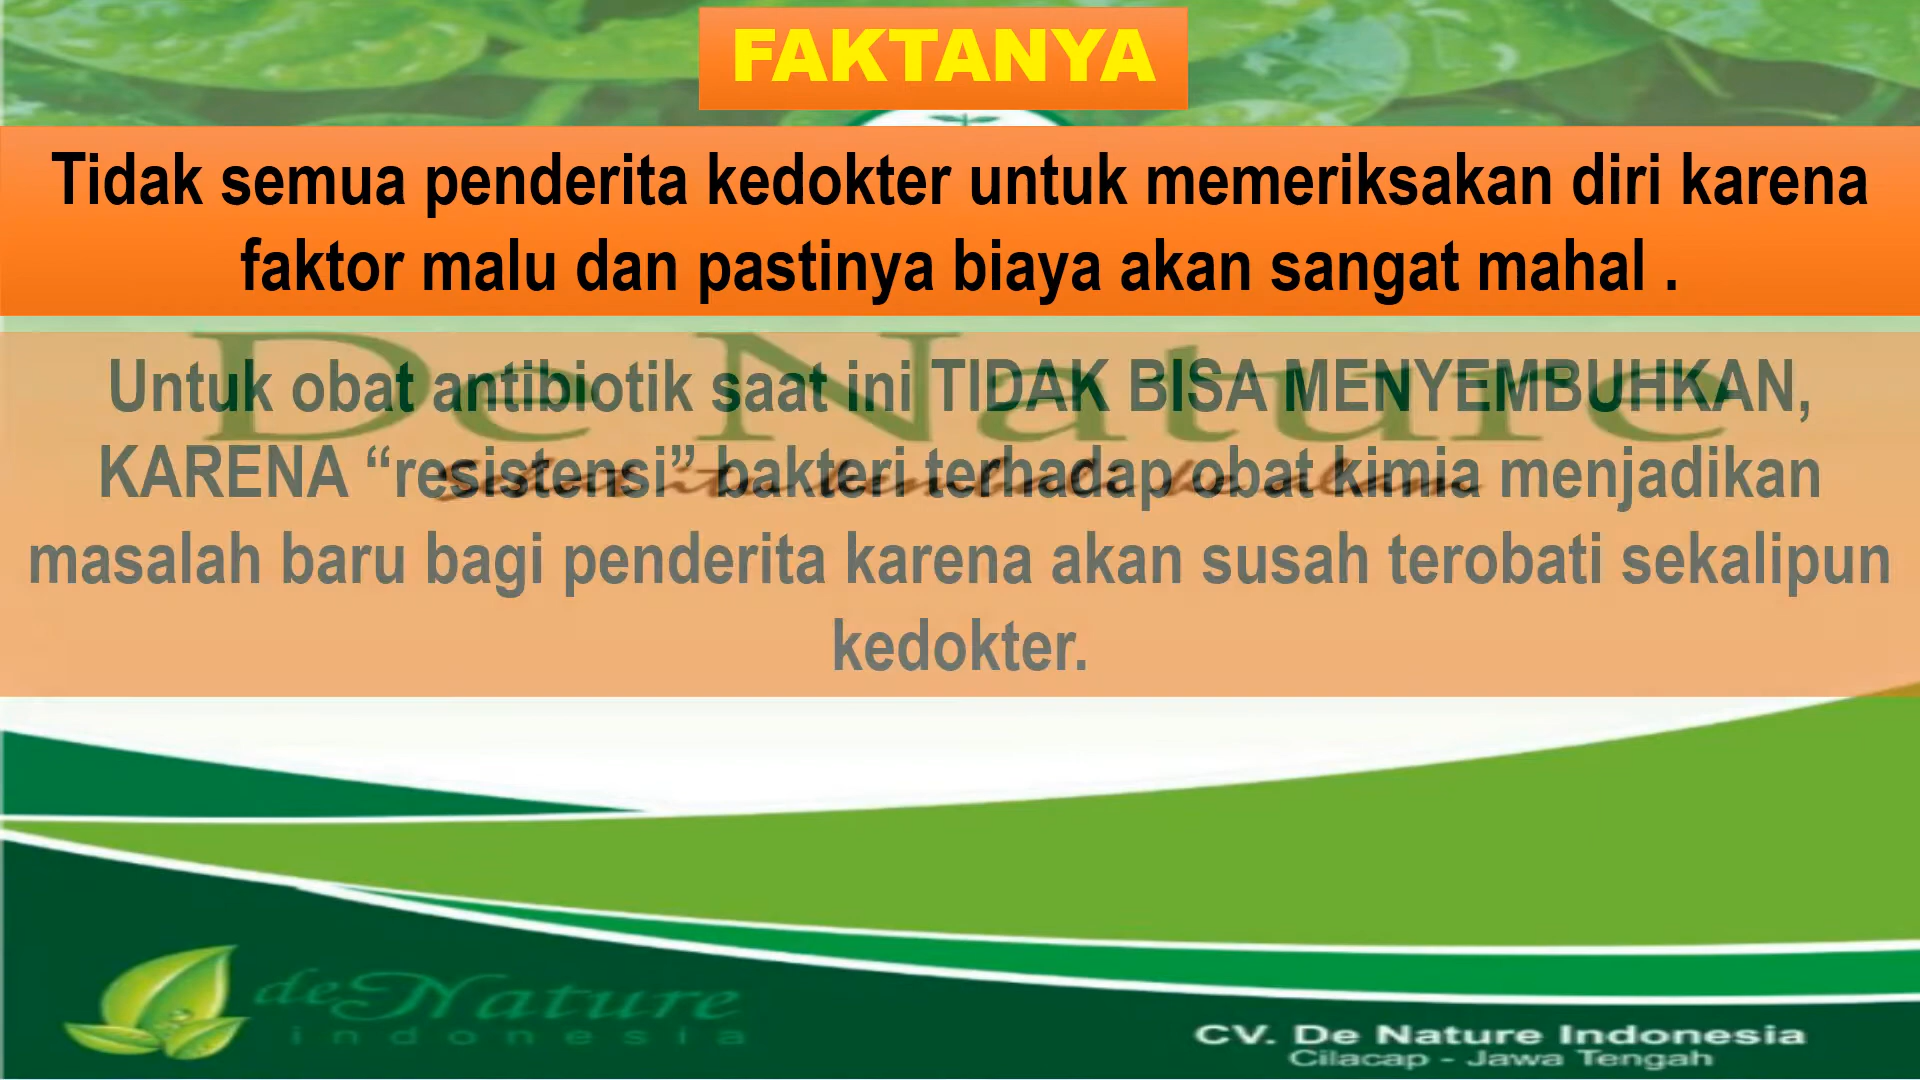 FAKTANYA
Tidak semua penderita kedokter untuk memeriksakan diri karena
faktor malu dan pastinya biaya akan sangat mahal .
De Nature
Untuk obat antibiotik saat ini TIDAK BISA MENYEMBUHKAN,
KARENA “resistensi” bakteri terhadap obat kimia menjadikan
masalah baru bagi penderita karena akan susah terobati sekalipun
kedokter.
deNature
indonesia
CV. De Nature Indonesia
Cilacap - Jawa Tengah